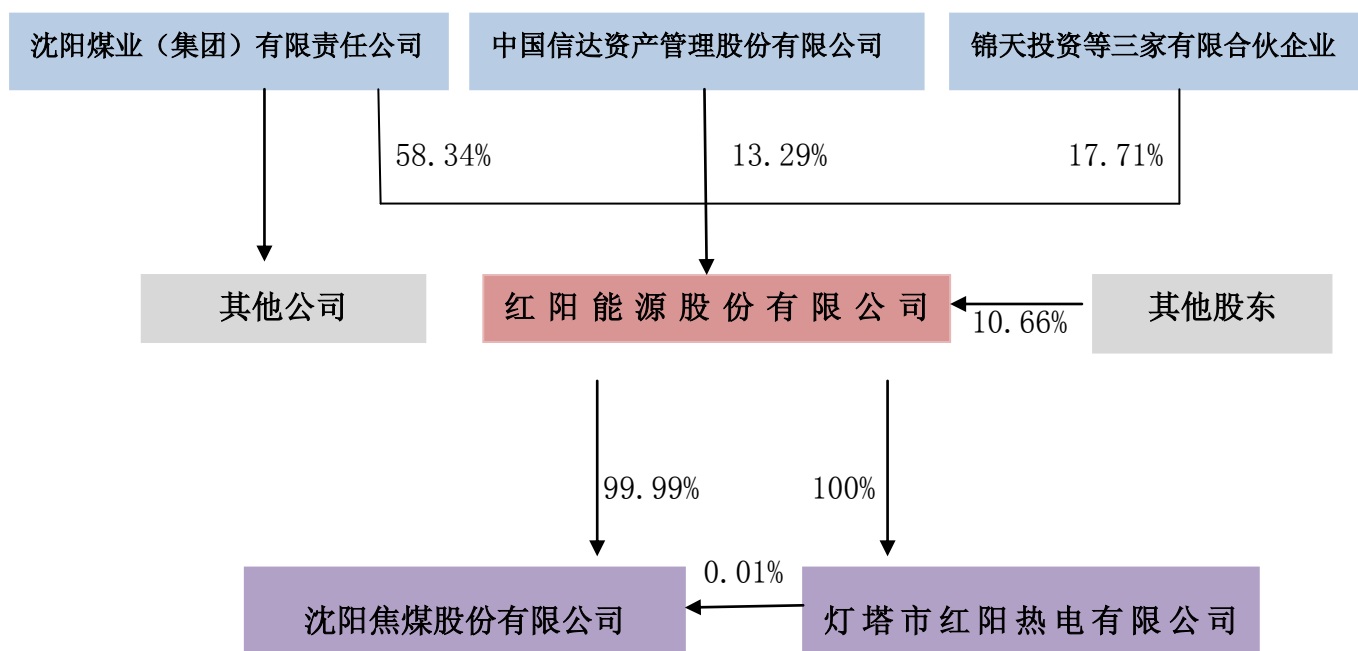 沈阳煤业（集团）有限责任公司
中国信达资产管理股份有限公司
锦天投资等三家有限合伙企业
58.34%
13.29%
17.71%
其他公司
红阳能源股份有限公司
其他股东
10.66%
99.99%
100%
0.01%
沈阳焦煤股份有限公司
灯塔市红阳热电有限公司